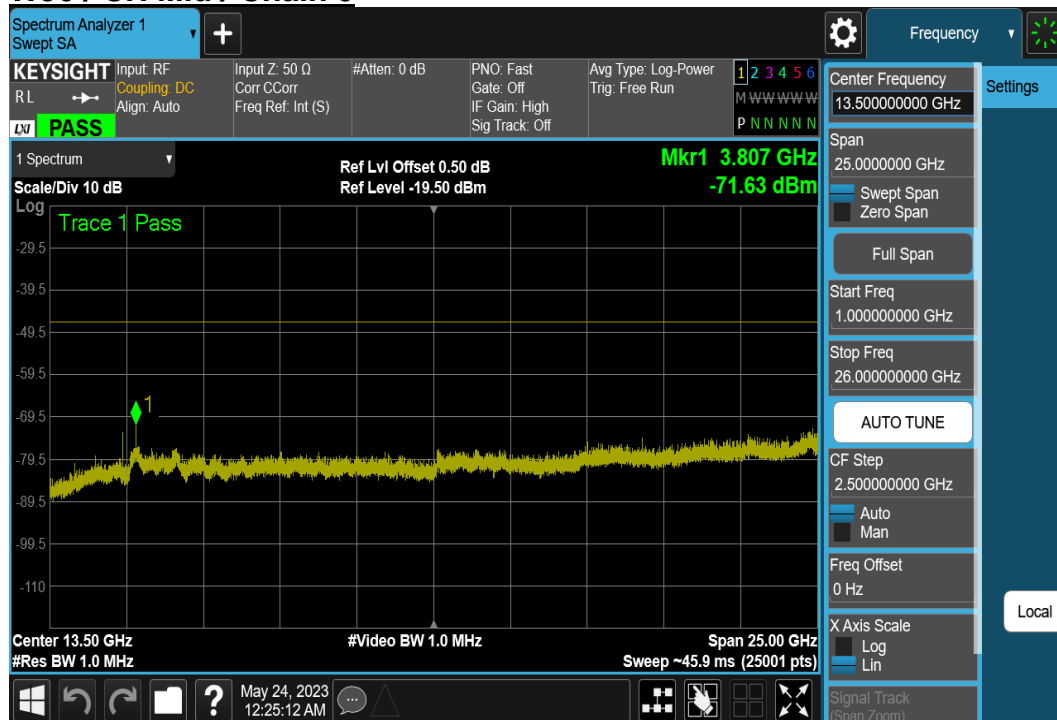 Spectrum Analyzer 1
Swept SA
+
Frequency
KEYSIGHT
RL
LXI PASS
Input: RF
Coupling: DC
Align: Auto
Input Z: 50 Ω
Corr CCorr
Freq Ref: Int (S)
#Atten: 0 dB
PNO: Fast
Gate: Off
IF Gain: High
Sig Track: Off
Avg Type: Log-Power
Trig: Free Run
1 2 3 4 5 6
M W W W W W
P N N N N N
1 Spectrum
Scale/Div 10 dB
Ref Lvl Offset 0.50 dB
Ref Level -19.50 dBm
Mkr1 3.807 GHz
-71.63 dBm
Log
Trace 1 Pass
-29.5
-39.5
-49.5
-59.5
-69.5
-79.5
-89.5
-99.5
-110
1
Center 13.50 GHz
#Res BW 1.0 MHz
#Video BW 1.0 MHz
Span 25.00 GHz
Sweep ~45.9 ms (25001 pts)
?
May 24, 2023
12:25:12 AM
Center Frequency
13.500000000 GHz
Span
25.0000000 GHz
Swept Span
Zero Span
Full Span
Start Freq
1.000000000 GHz
Stop Freq
26.000000000 GHz
AUTO TUNE
CF Step
2.500000000 GHz
Auto
Man
Freq Offset
0 Hz
X Axis Scale
Log
Lin
Signal Track
(Span Zoom)
Settings
Local